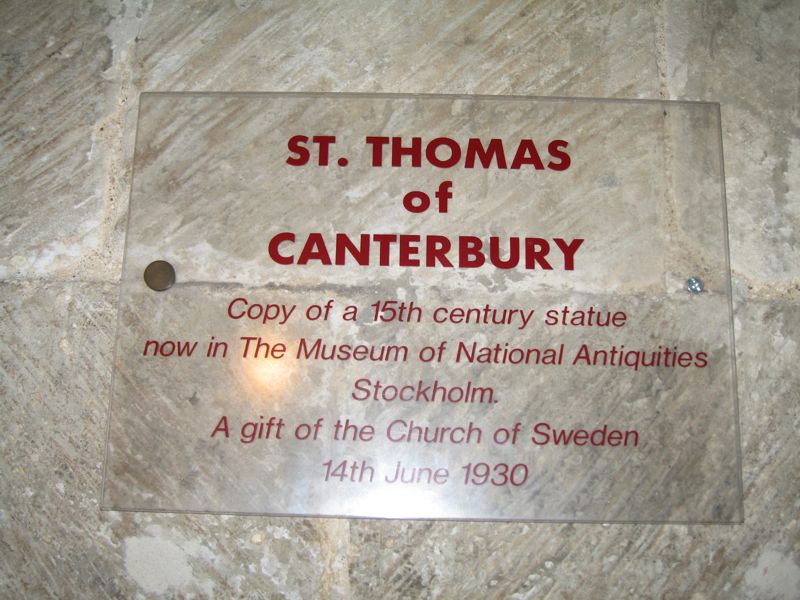 ST. THOMAS
of
CANTERBURY
Copy of a 15th century statue
now in The Museum of National Antiquities
Stockholm.
A gift of the Church of Sweden
14th June 1930